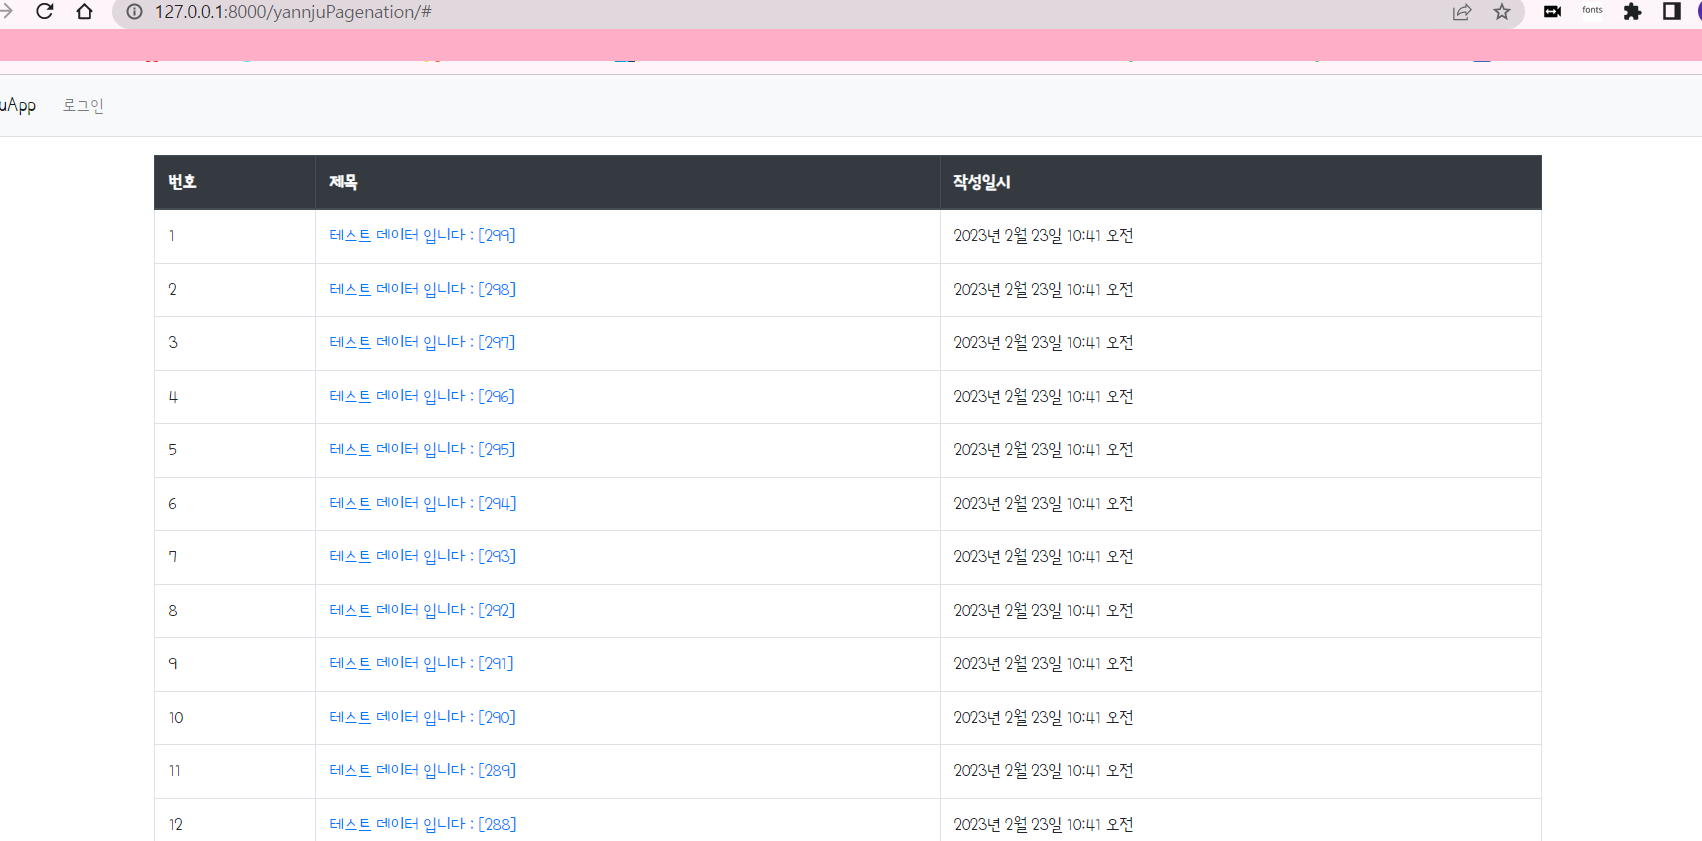 127.0.0.1:8000/yannjuPagenation/#
fonts
uApp 로그인
번호 제목 작성일시
1 테스트 데이터 입니다 : [299] 2023년 2월 23일 10:41 오전
2 테스트 데이터 입니다 : [298] 2023년 2월 23일 10:41 오전
3 테스트 데이터 입니다 : [297] 2023년 2월 23일 10:41 오전
4 테스트 데이터 입니다 : [296] 2023년 2월 23일 10:41 오전
5 테스트 데이터 입니다 : [295] 2023년 2월 23일 10:41 오전
6 테스트 데이터 입니다 : [294] 2023년 2월 23일 10:41 오전
7 테스트 데이터 입니다 : [293] 2023년 2월 23일 10:41 오전
8 테스트 데이터 입니다 : [292] 2023년 2월 23일 10:41 오전
9 테스트 데이터 입니다 : [291] 2023년 2월 23일 10:41 오전
10 테스트 데이터 입니다 : [290] 2023년 2월 23일 10:41 오전
11 테스트 데이터 입니다 : [289] 2023년 2월 23일 10:41 오전
12 테스트 데이터 입니다 : [288] 2023년 2월 23일 10:41 오전